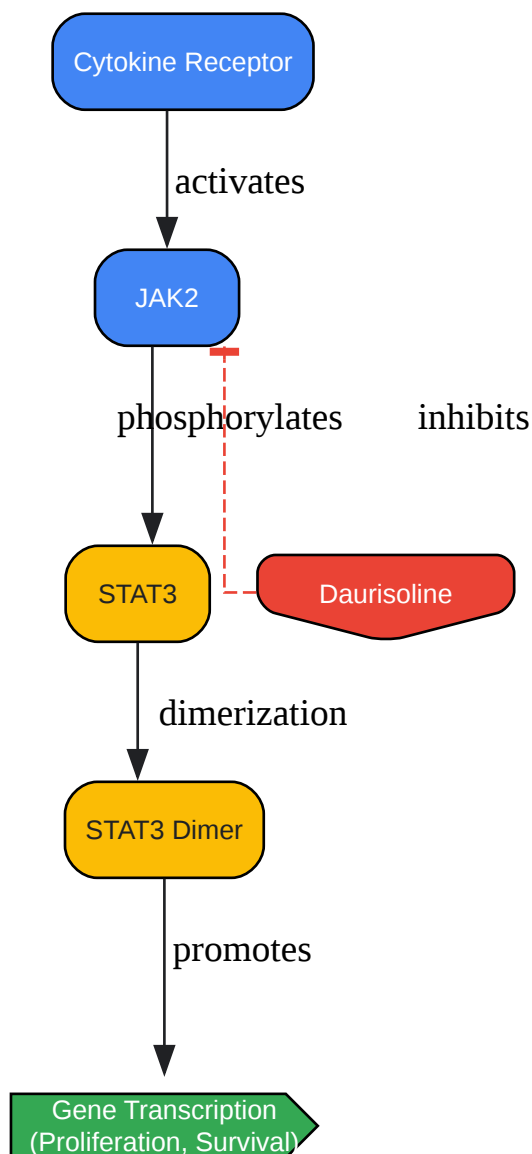 Cytokine Receptor
activates
JAK2
phosphorylates
inhibits
STAT3
Daurisoline
dimerization
STAT3 Dimer
promotes
Gene Transcription
(Proliferation, Survival)